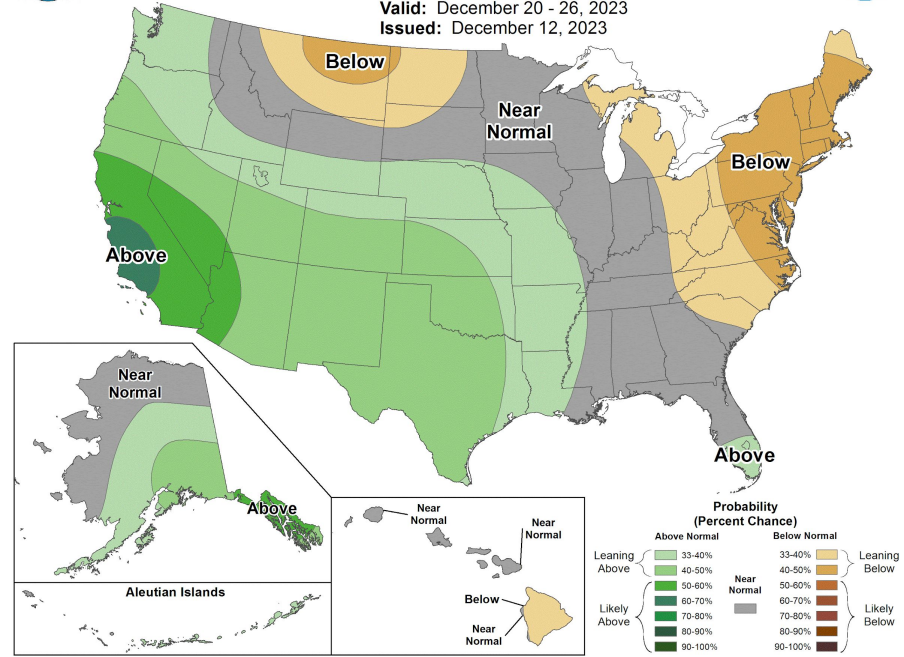 Valid: December 20 - 26, 2023
Issued: December 12, 2023
Below
Near
Normal
Below
Above
Near
Normal
Above
Above
Near
Normal
Near
Normal
Below
Near
Normal
Aleutian Islands
Probability
(Percent Chance)
Above Normal
Below Normal
Leaning
Above
33-40%
40-50%
Likely
Above
50-60%
60-70%
70-80%
80-90%
90-100%
Near
Normal
33-40%
40-50%
Leaning
Below
50-60%
60-70%
70-80%
80-90%
90-100%
Likely
Below